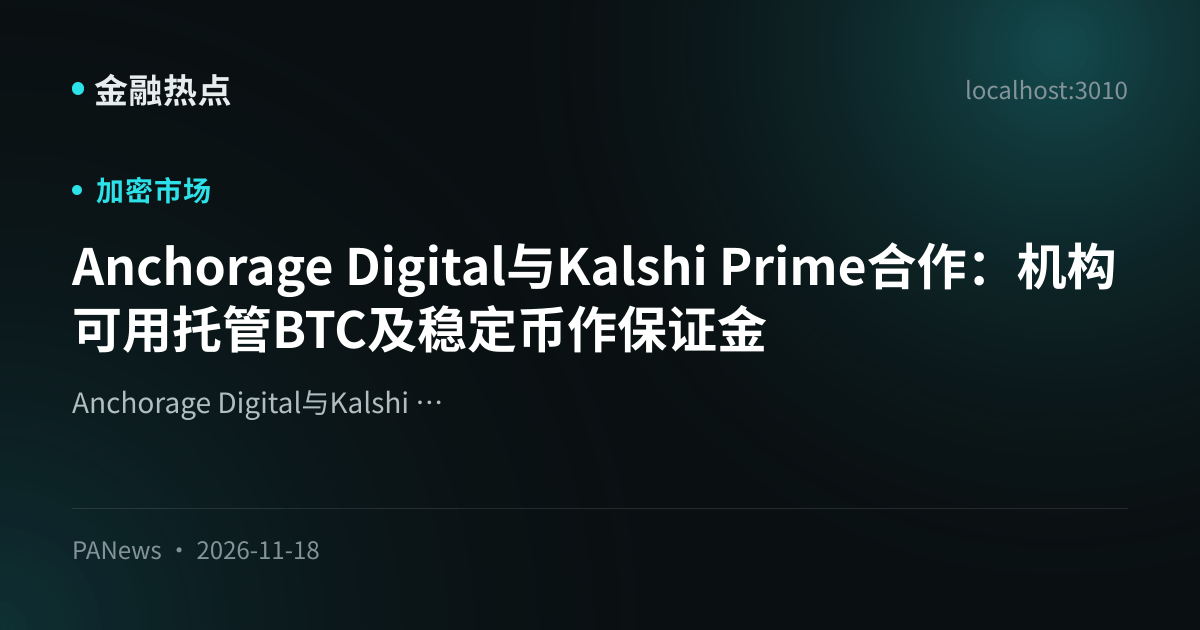 金融热点
localhost:3010
加密市场
Anchorage Digital与Kalshi Prime合作：机构
可用托管BTC及稳定币作保证金
Anchorage Digital与Kalshi …
PANews • 2026-11-18